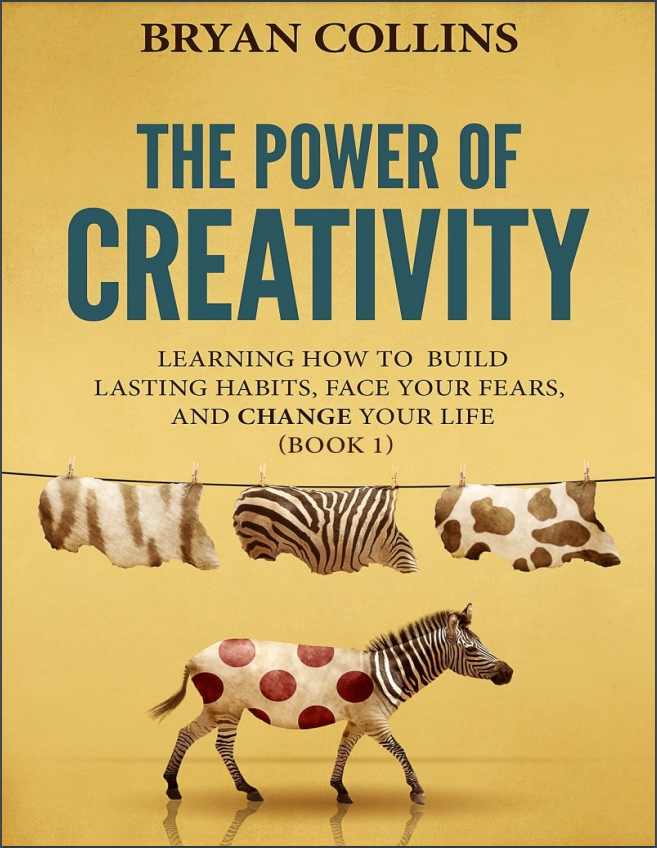 BRYAN COLLINS
THE POWER OF
CREATIVITY
LEARNING HOW TO BUILD
LASTING HABITS, FACE YOUR FEARS,
AND CHANGE YOUR LIFE
(BOOK 1)